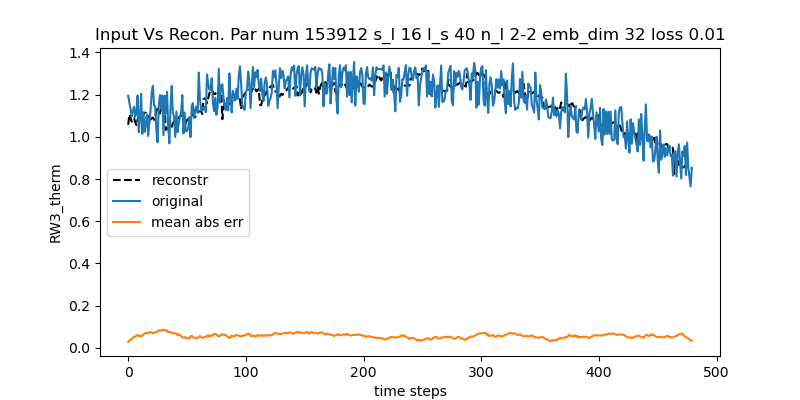 Input Vs Recon. Par num 153912 s_l 16 l_s 40 n_l 2-2 emb_dim 32 loss 0.01
1.4
1.2
1.0
0.8
0.6
0.4
0.2
0.0
RW3_therm
reconstr
original
mean abs err
0 100 200 300 400 500
time steps